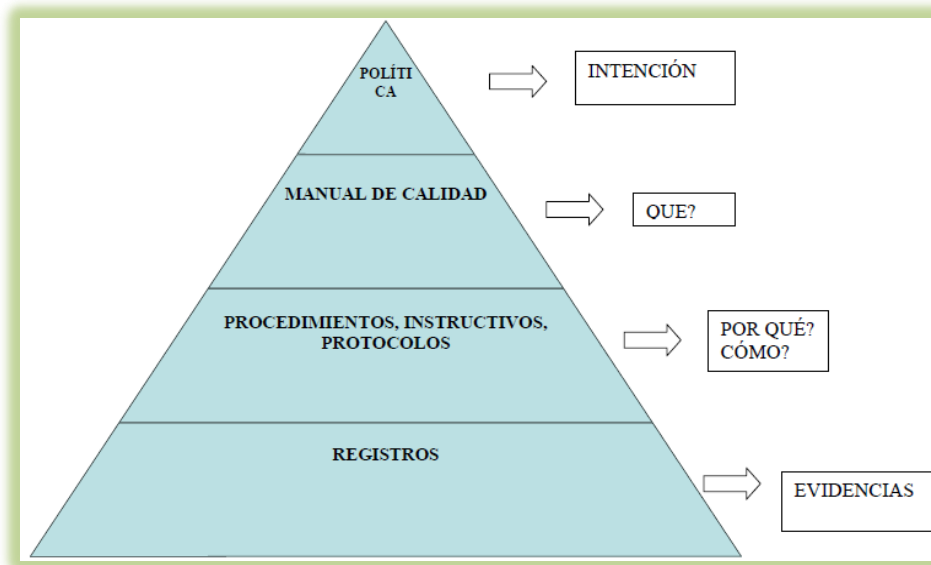 POLÍTI
CA
INTENCIÓN
MANUAL DE CALIDAD
QUE?
PROCEDIMIENTOS, INSTRUCTIVOS,
PROTOCOLOS
POR QUÉ?
CÓMO?
REGISTROS
EVIDENCIAS